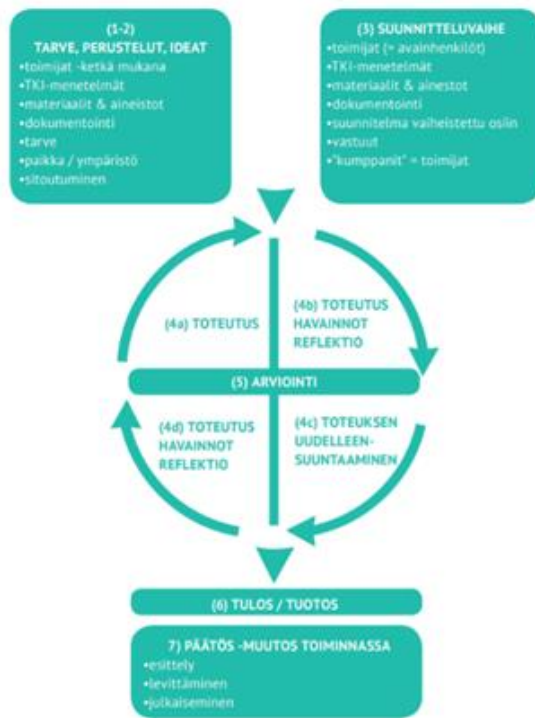 (1-2)
TARVE, PERUSTELUT, IDEAT
•toimijat -ketkä mukana
•TKI-menetelmät
•materiaalit & aineistot
•dokumentointi
•tarve
•paikka / ympäristö
•sitoutuminen
(3) SUUNNITTELUVAIHE
•toimijat (= avainhenkilöt)
•TKI-menetelmät
•materiaalit & ainestot
•dokumentointi
•suunnitelma vaiheistettu osiin
•vastuut
•"kumppanit" = toimijat
(4a) TOTEUTUS
(4b) TOTEUTUS
HAVAINNOT
REFLEKTIO
(5) ARVIOINTI
(4d) TOTEUTUS
HAVAINNOT
REFLEKTIO
(4c) TOTEUKSEN
UUDELLEEN-
SUUNTAAMINEN
(6) TULOS / TUOTOS
7) PÄÄTÖS -MUUTOS TOIMINNASSA
•esittely
•levittäminen
•julkaiseminen